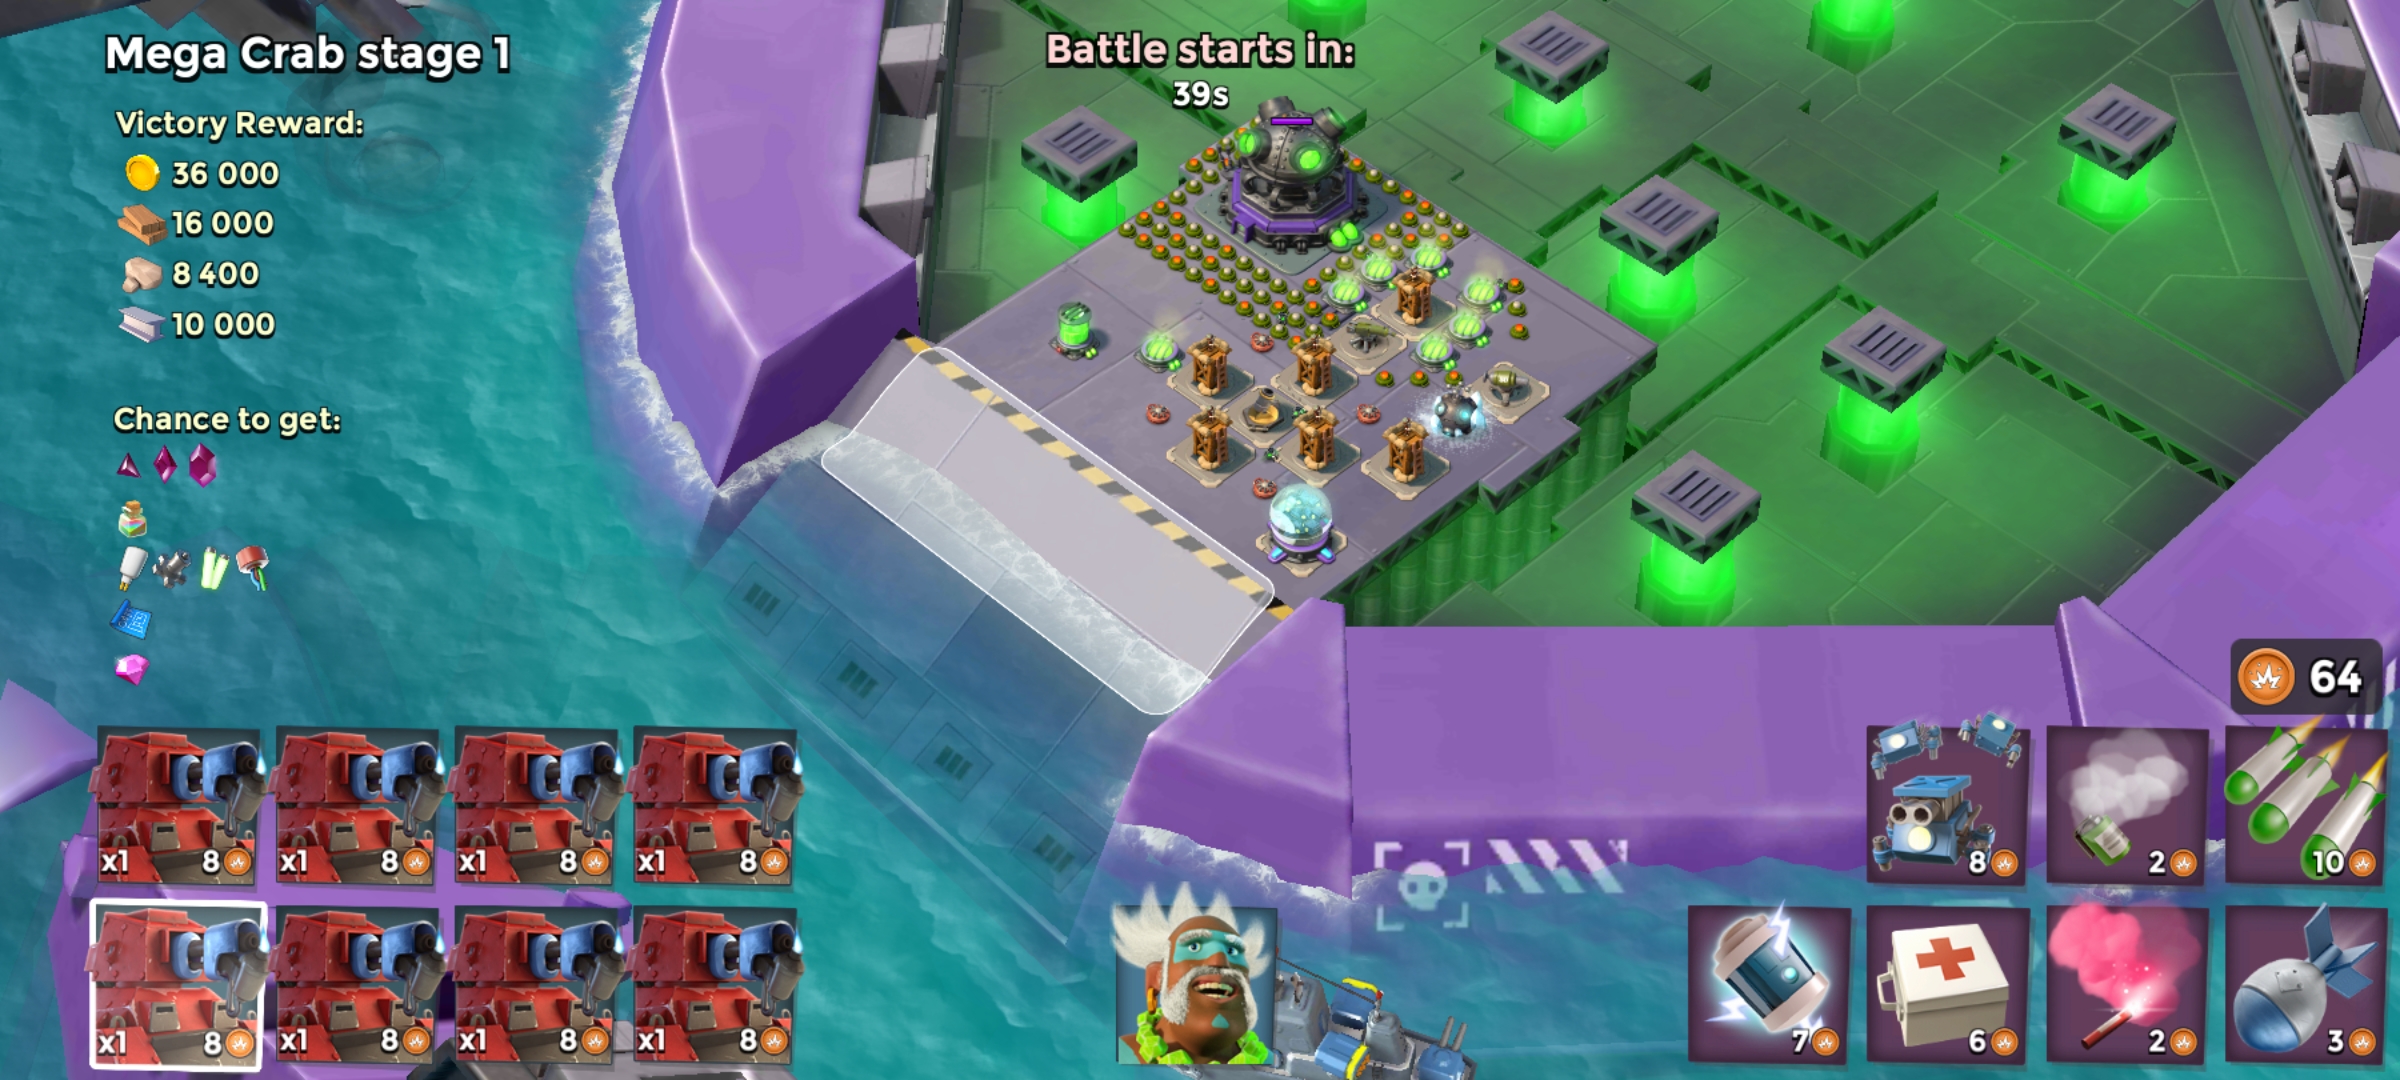 Mega Crab stage 1
Battle starts in:
39s
Victory Reward:
36 000
16 000
8 400
10 000
Chance to get:
64
x1 8
x1 8
x1 8
x1 8
8
2
10
x1 8
x1 8
x1 8
x1 8
7
6
2
3